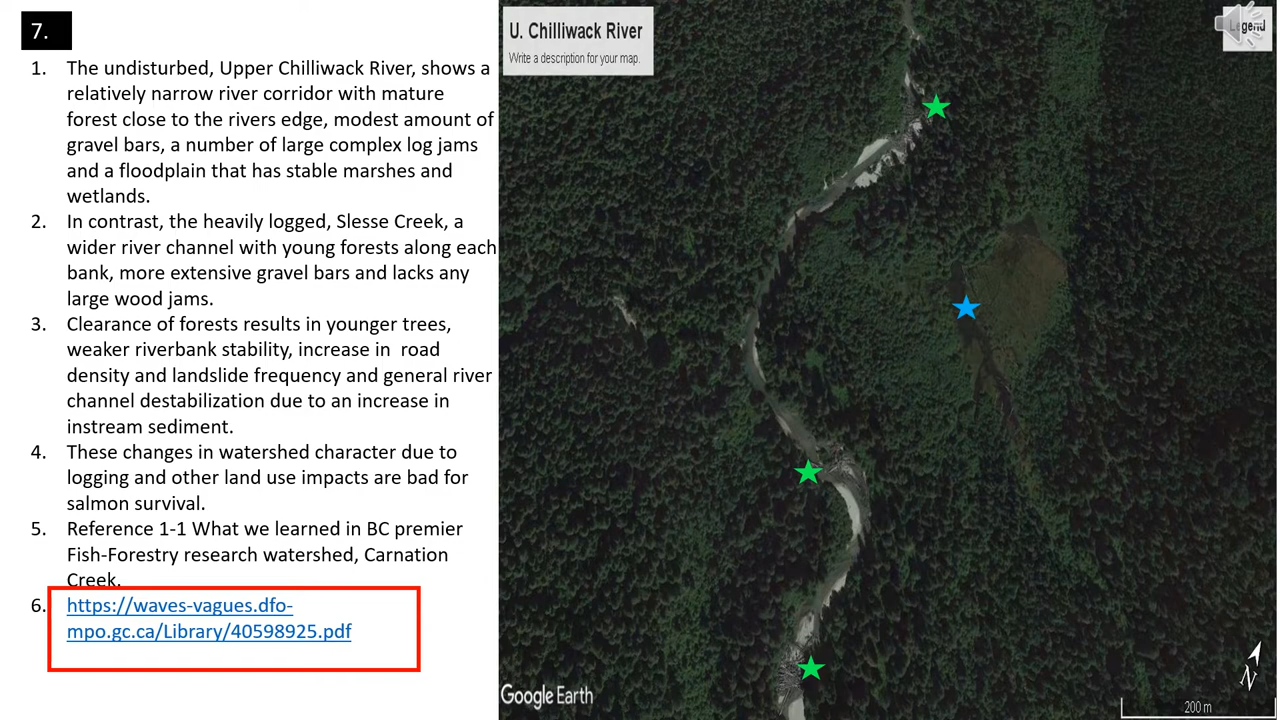 7.
1. The undisturbed, Upper Chilliwack River, shows a
relatively narrow river corridor with mature
forest close to the rivers edge, modest amount of
gravel bars, a number of large complex log jams
and a floodplain that has stable marshes and
wetlands.
2. In contrast, the heavily logged, Slesse Creek, a
wider river channel with young forests along each
bank, more extensive gravel bars and lacks any
large wood jams.
3. Clearance of forests results in younger trees,
weaker riverbank stability, increase in road
density and landslide frequency and general river
channel destabilization due to an increase in
instream sediment.
4. These changes in watershed character due to
logging and other land use impacts are bad for
salmon survival.
5. Reference 1-1 What we learned in BC premier
Fish-Forestry research watershed, Carnation
Creek.
6. https://waves-vagues.dfo-
mpo.gc.ca/Library/40598925.pdf
U. Chilliwack River
Write a description for your map.
Legend
Google Earth
N
200 m